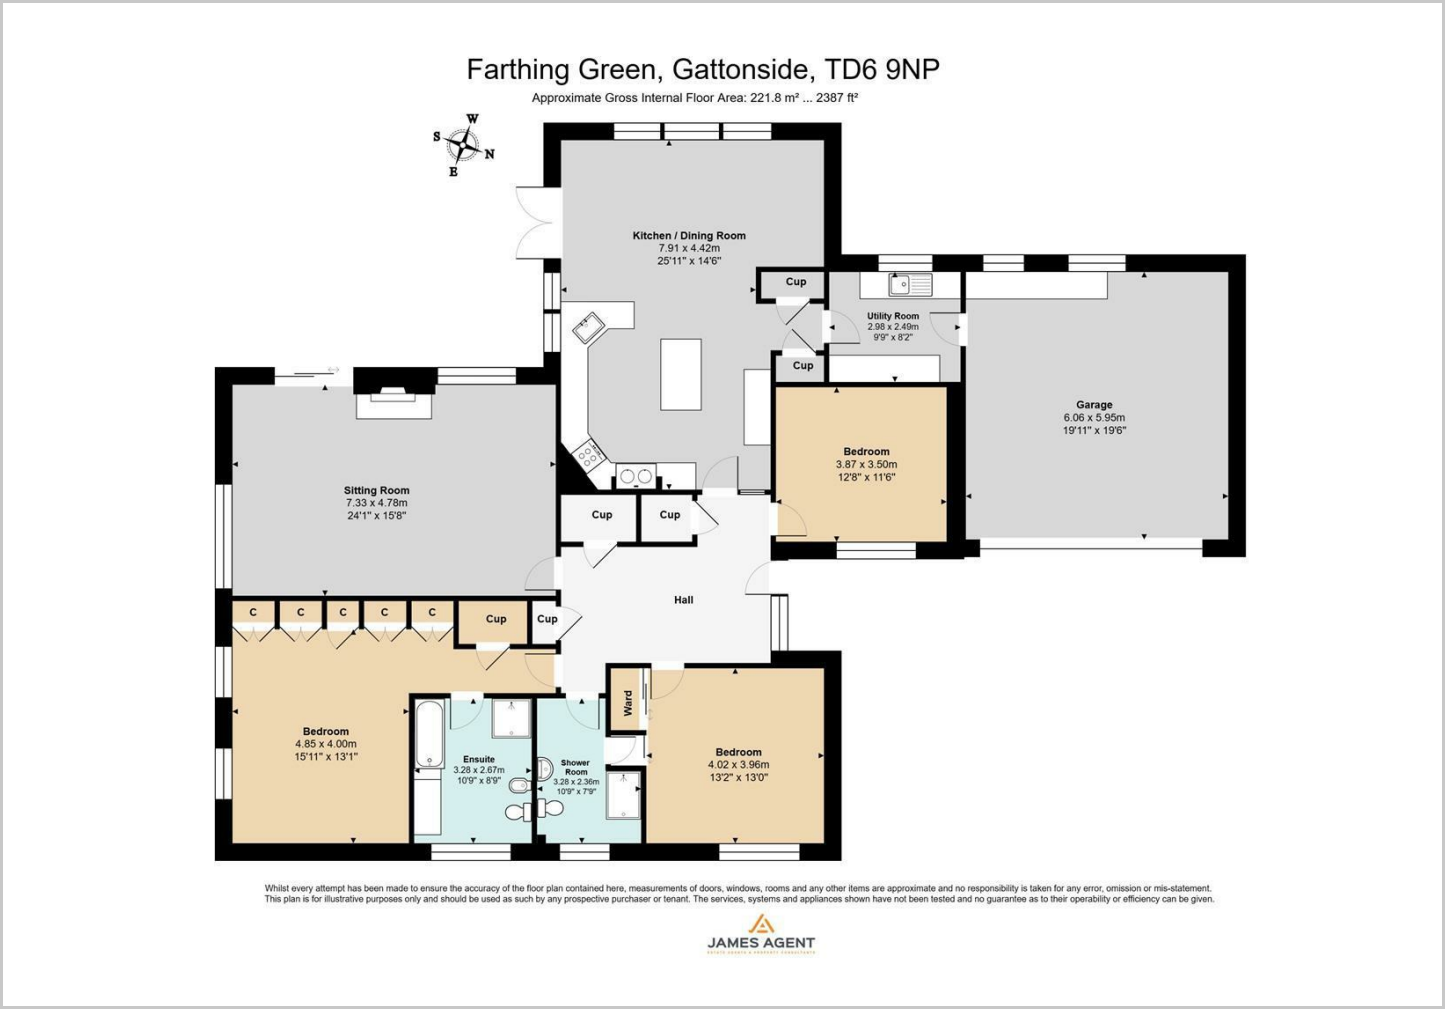 Farthing Green, Gattonside, TD6 9NP
Approximate Gross Internal Floor Area: 221.8 m² ... 2387 ft²
W
S
N
E
Kitchen / Dining Room
7.91 x 4.42m
25'11" x 14'6"
Cup
Utility Room
2.98 x 2.49m
9'9" x 8'2"
Cup
Garage
6.06 x 5.95m
19'11" x 19'6"
Bedroom
3.87 x 3.50m
12'8" x 11'6"
Sitting Room
7.33 x 4.78m
24'1" x 15'8"
Cup
Cup
Hall
C
C
C
C
C
Cup
Cup
Ward
Bedroom
4.85 x 4.00m
15'11" x 13'1"
Ensuite
3.28 x 2.67m
10'9" x 8'9"
Shower
Room
3.28 x 2.36m
10'9" x 7'9"
Bedroom
4.02 x 3.96m
13'2" x 13'0"
Whilst every attempt has been made to ensure the accuracy of the floor plan contained here, measurements of doors, windows, rooms and any other items are approximate and no responsibility is taken for any error, omission or mis-statement.
This plan is for illustrative purposes only and should be used as such by any prospective purchaser or tenant. The services, systems and appliances shown have not been tested and no guarantee as to their operability or efficiency can be given.
JAMES AGENT